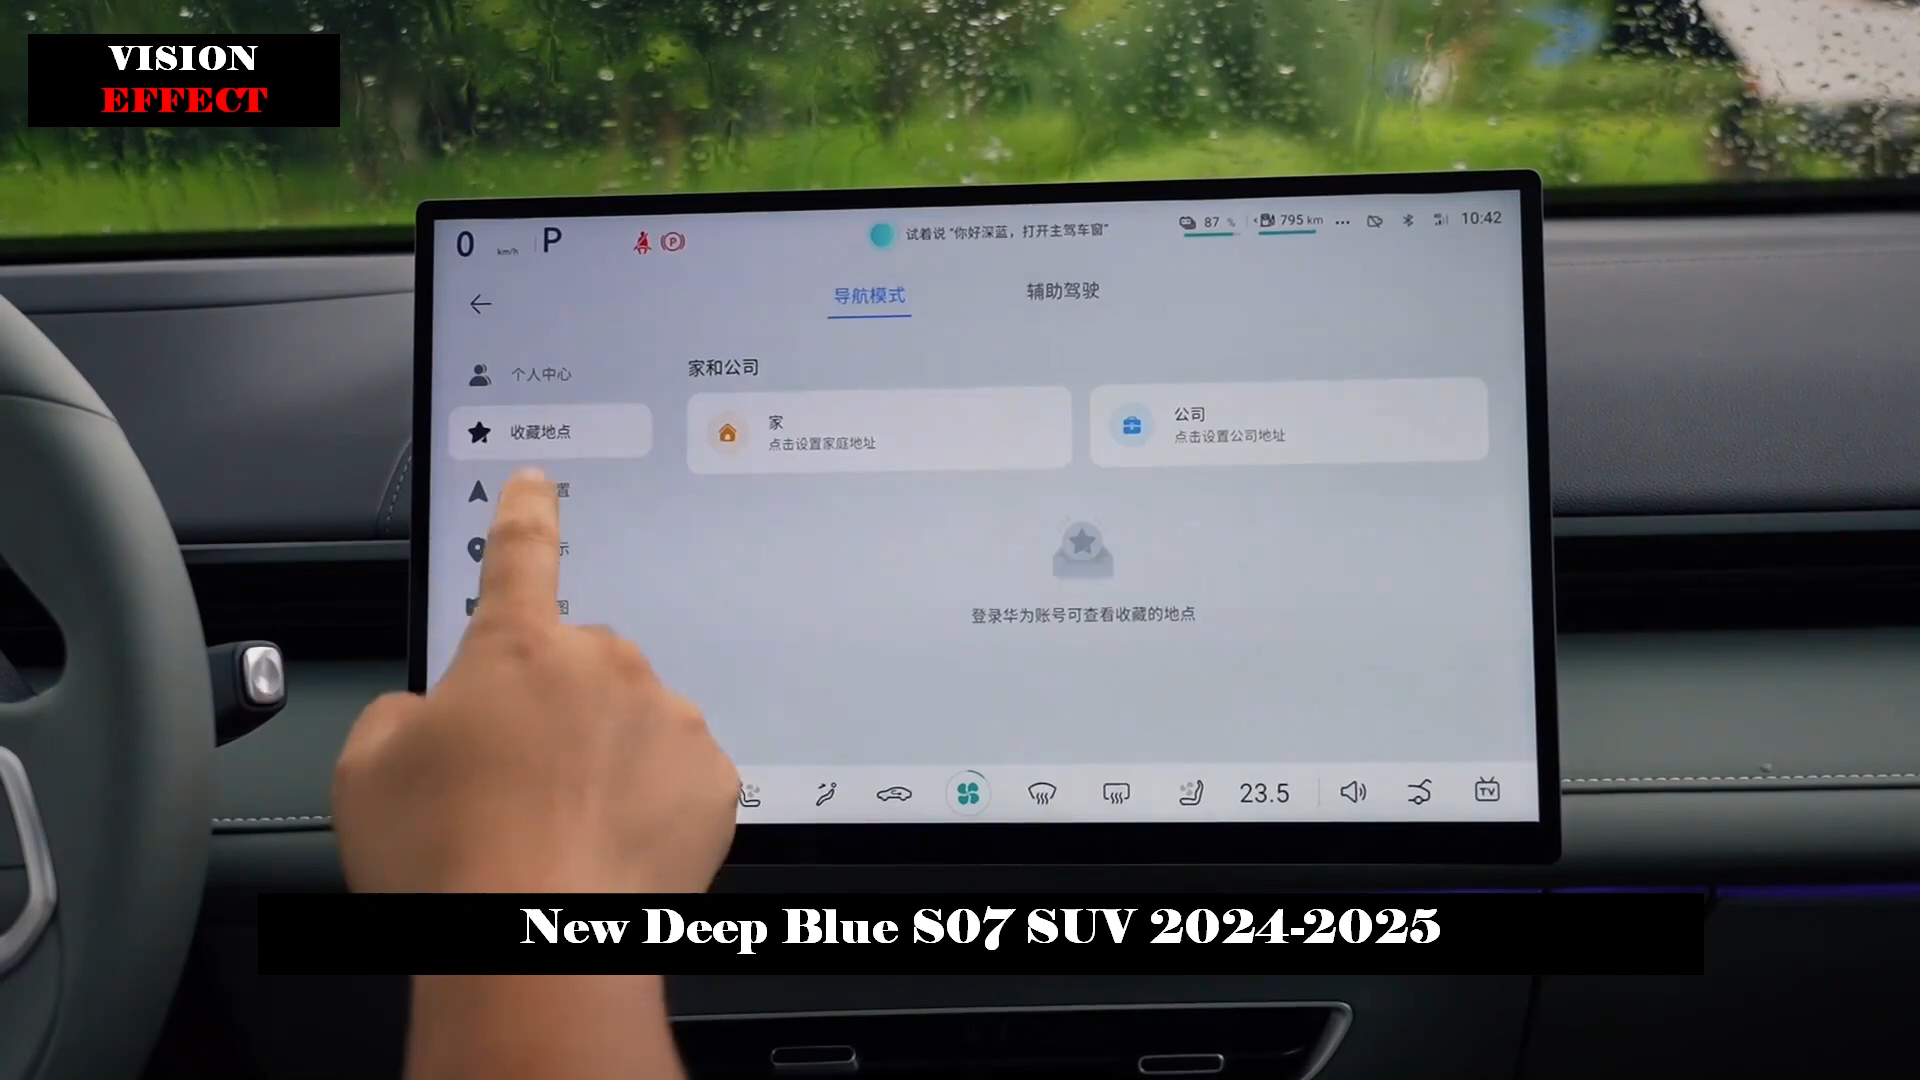 VISION
EFFECT
0 km/h P
试着说 "你好深蓝，打开主驾车窗"
87 %
795 km
10:42
导航模式
辅助驾驶
个人中心
收藏地点
置
示
图
家和公司
家
点击设置家庭地址
公司
点击设置公司地址
登录华为账号可查看收藏的地点
23.5
TV
New Deep Blue S07 SUV 2024-2025